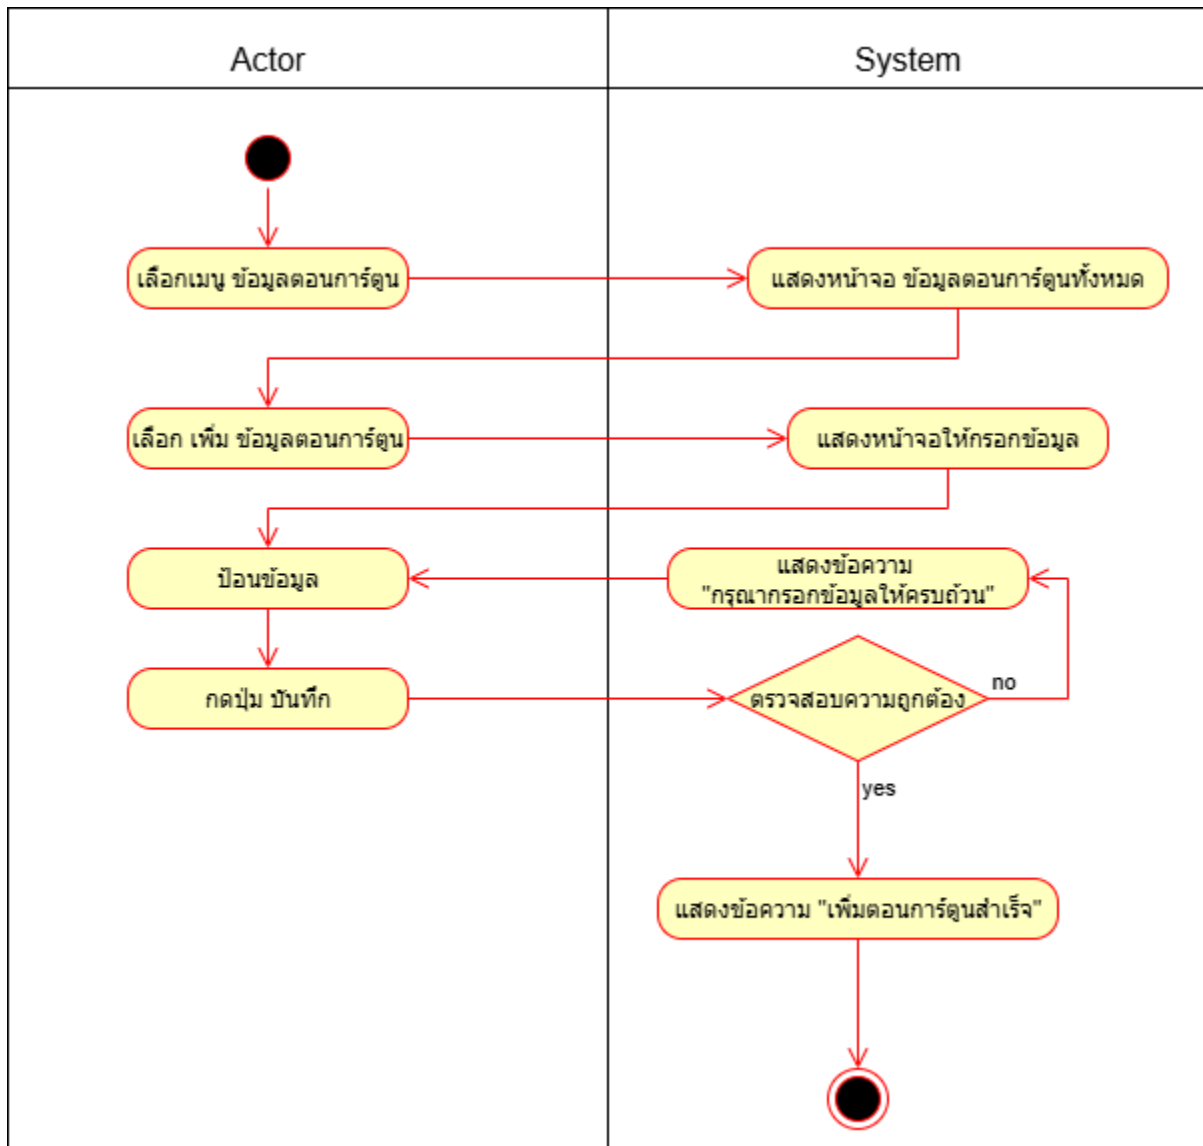 Actor
System
เลือกเมนู ข้อมูลตอนการ์ตูน
แสดงหน้าจอ ข้อมูลตอนการ์ตูนทั้งหมด
เลือก เพิ่ม ข้อมูลตอนการ์ตูน
แสดงหน้าจอให้กรอกข้อมูล
ป้อนข้อมูล
แสดงข้อความ
"กรุณากรอกข้อมูลให้ครบถ้วน"
กดปุ่ม บันทึก
ตรวจสอบความถูกต้อง
no
yes
แสดงข้อความ "เพิ่มตอนการ์ตูนสำเร็จ"